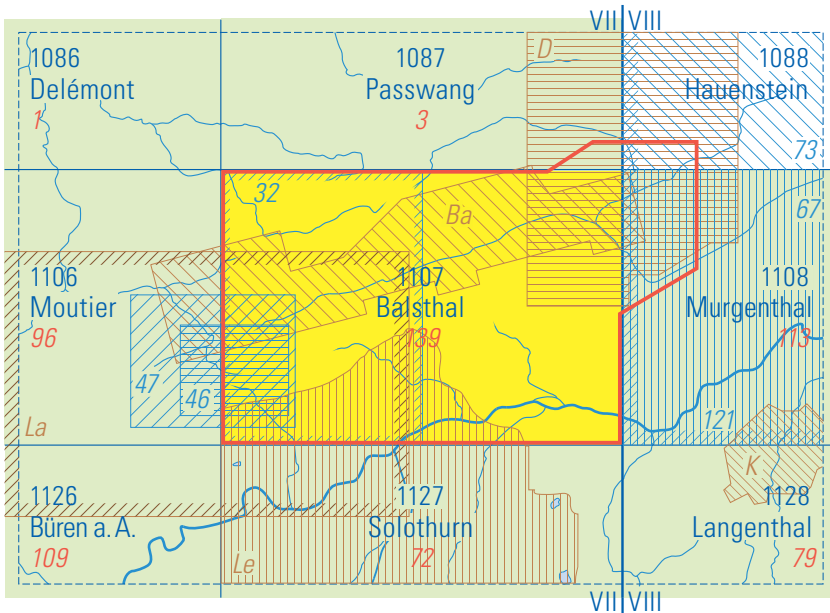 VII VIII
1086
Delémont
1
1087
Passwang
3
D
1088
Hauenstein
73
32
Ba
67
1106
Moutier
96
1107
Balsthal
139
1108
Murgenthal
113
47
46
La
121
K
1126
Büren a. A.
109
1127
Solothurn
72
Le
1128
Langenthal
79
VII VIII